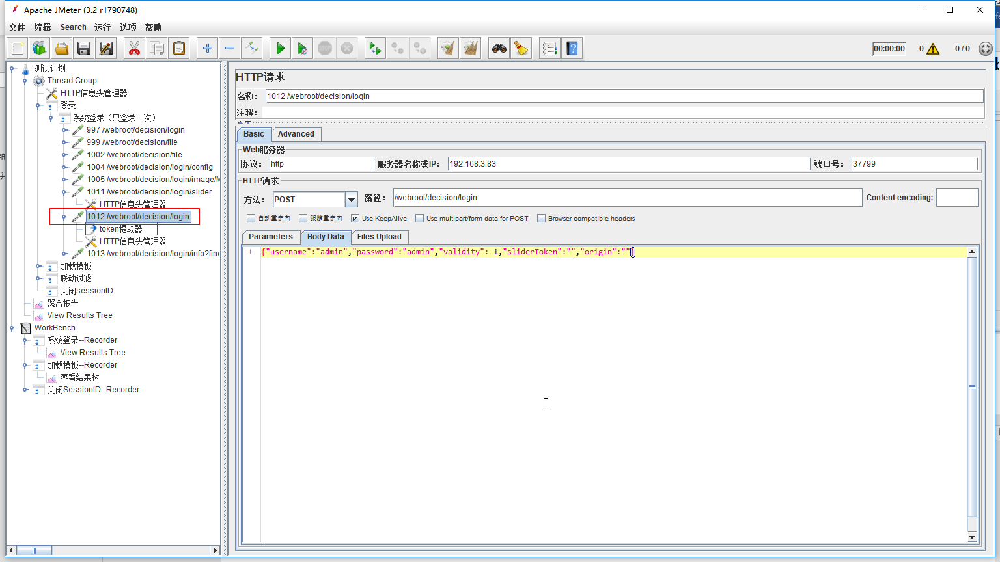 Apache JMeter (3.2 r1790748)
文件 编辑 Search 运行 选项 帮助
00:00:00 0 0 / 0
测试计划
Thread Group
HTTP信息头管理器
登录
系统登录（只登录一次）
997 /webroot/decision/login
999 /webroot/decision/file
1002 /webroot/decision/file
1004 /webroot/decision/login/config
1005 /webroot/decision/login/image/
1011 /webroot/decision/login/slider
HTTP信息头管理器
1012 /webroot/decision/login
token提取器
HTTP信息头管理器
1013 /webroot/decision/login/info?fine
加载模板
联动过滤
关闭sessionID
聚合报告
View Results Tree
WorkBench
系统登录--Recorder
View Results Tree
加载模板--Recorder
察看结果树
关闭SessionID--Recorder
HTTP请求
名称： 1012 /webroot/decision/login
注释：
Basic Advanced
Web服务器
协议： http 服务器名称或IP： 192.168.3.83 端口号： 37799
HTTP请求
方法： POST 路径： /webroot/decision/login Content encoding:
自动重定向 跟随重定向 Use KeepAlive Use multipart/form-data for POST Browser-compatible headers
Parameters Body Data Files Upload
1 {"username":"admin","password":"admin","validity":-1,"sliderToken":"","origin":""}